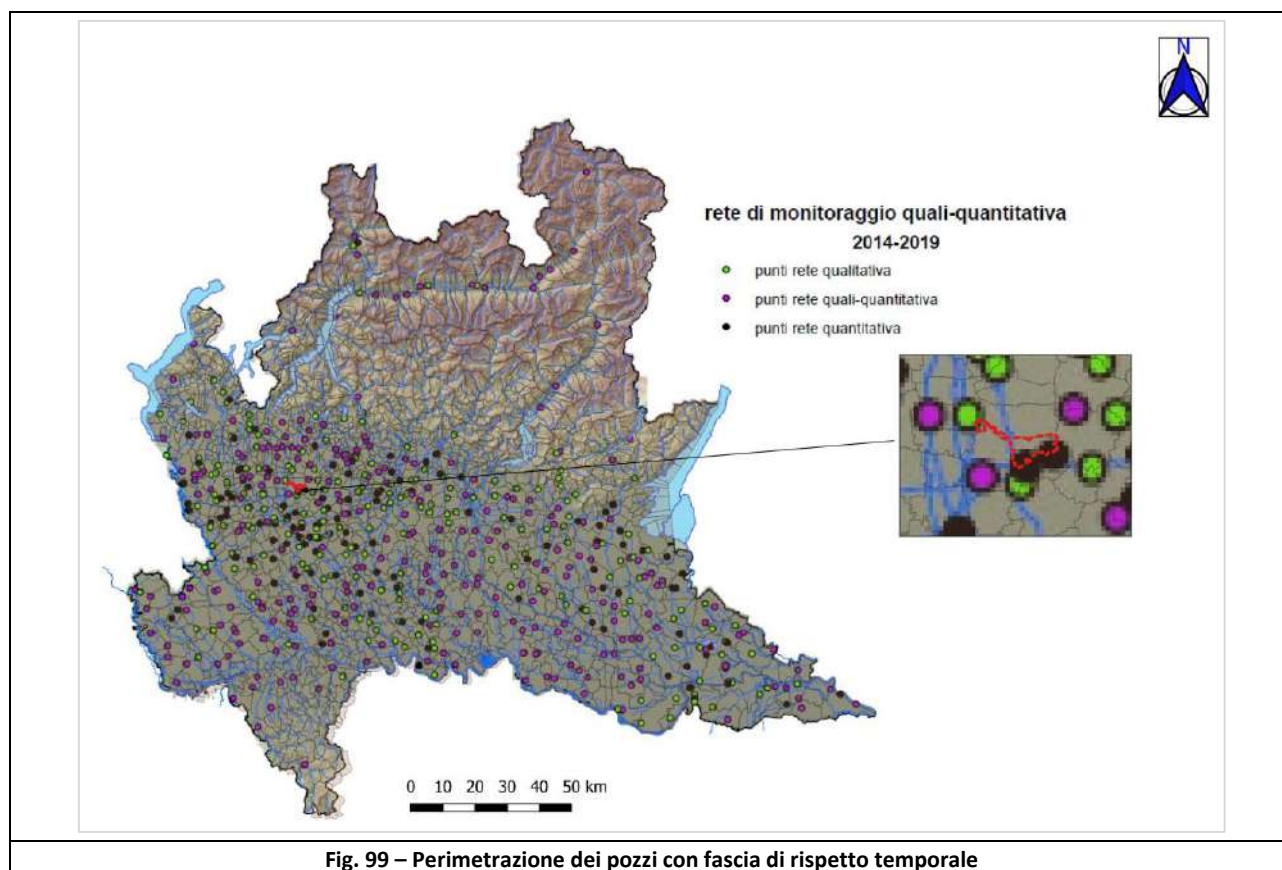 N
rete di monitoraggio quali-quantitativa
2014-2019
punti rete qualitativa
punti rete quali-quantitativa
punti rete quantitativa
0 10 20 30 40 50 km
Fig. 99 – Perimetrazione dei pozzi con fascia di rispetto temporale